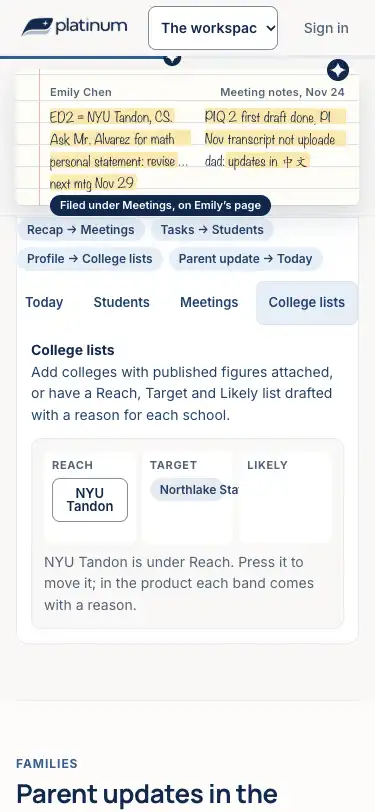 platinum
The workspac
Sign in
Emily Chen
Meeting notes, Nov 24
ED2 = NYU Tandon, CS.
Ask Mr. Alvarez for math
personal statement: revise ...
next mtg Nov 29
PIQ 2 first draft done, PI
Nov transcript not uploade
dad: updates in 中文
Filed under Meetings, on Emily's page
Recap → Meetings
Tasks → Students
Profile → College lists
Parent update → Today
Today
Students
Meetings
College lists
College lists
Add colleges with published figures attached,
or have a Reach, Target and Likely list drafted
with a reason for each school.
REACH
NYU
Tandon
TARGET
Northlake Sta
LIKELY
NYU Tandon is under Reach. Press it to
move it; in the product each band comes
with a reason.
FAMILIES
Parent updates in the